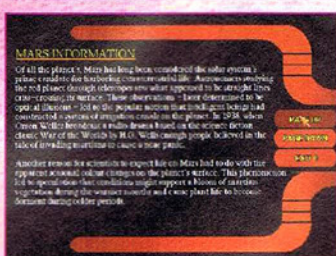 MARS INFORMATION
Of all the planet's, Mars has long been considered the solar system's
prime candidate for harboring extraterrestrial life. Astronomers studying
the red planet through telescopes saw what appeared to be straight lines
criss-crossing its surface. These observations - later determined to be
optical illusions - led to the popular notion that intelligent beings had
constructed a system of irrigation canals on the planet. In 1938, when
Orson Welles broadcast a radio drama based on the science fiction
classic War of the Worlds by H.G. Wells enough people believed in the
tale of invading martians to cause a near panic.
Another reason for scientists to expect life on Mars had to do with the
apparent seasonal colour changes on the planet's surface. This phenomenon
led to speculation that conditions might support a bloom of martian
vegetation during the warmer months and cause plant life to become
dormant during colder periods.